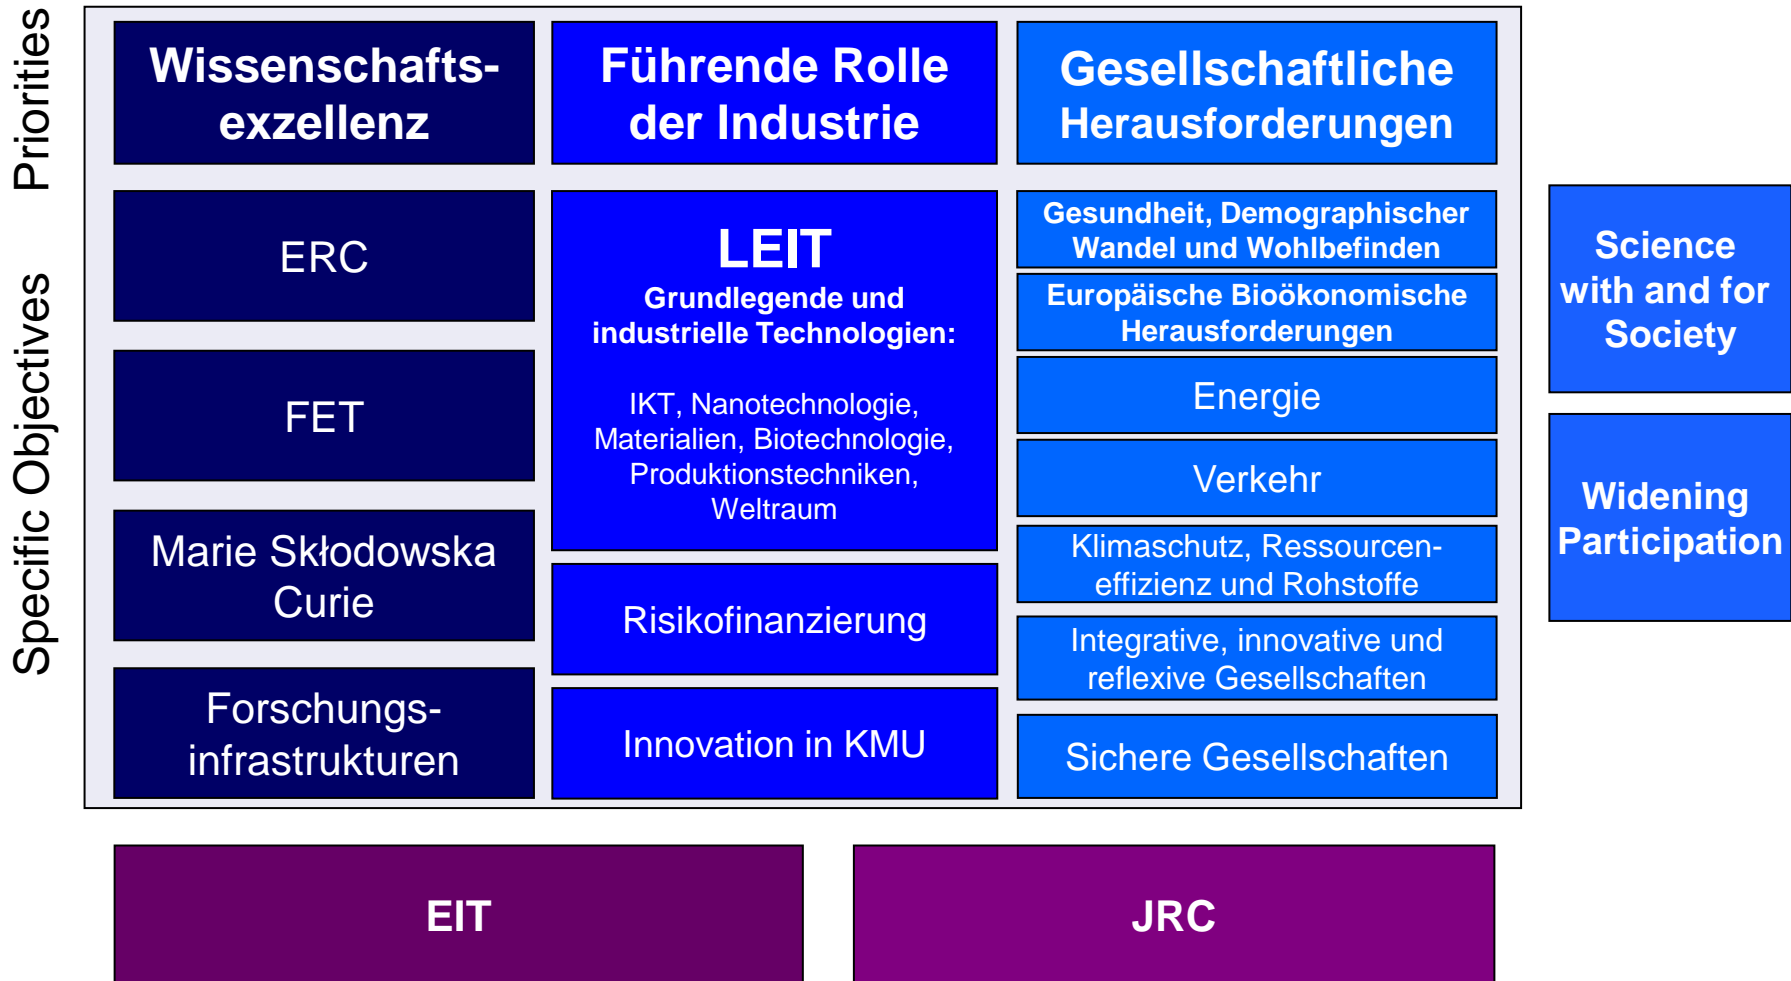 Priorities
Wissenschafts-
exzellenz
Führende Rolle
der Industrie
Gesellschaftliche
Herausforderungen
Specific Objectives
ERC
FET
Marie Skłodowska
Curie
Forschungs-
infrastrukturen
LEIT
Grundlegende und
industrielle Technologien:
IKT, Nanotechnologie,
Materialien, Biotechnologie,
Produktionstechniken,
Weltraum
Risikofinanzierung
Innovation in KMU
Gesundheit, Demographischer
Wandel und Wohlbefinden
Europäische Bioökonomische
Herausforderungen
Energie
Verkehr
Klimaschutz, Ressourcen-
effizienz und Rohstoffe
Integrative, innovative und
reflexive Gesellschaften
Sichere Gesellschaften
Science
with and for
Society
Widening
Participation
EIT
JRC